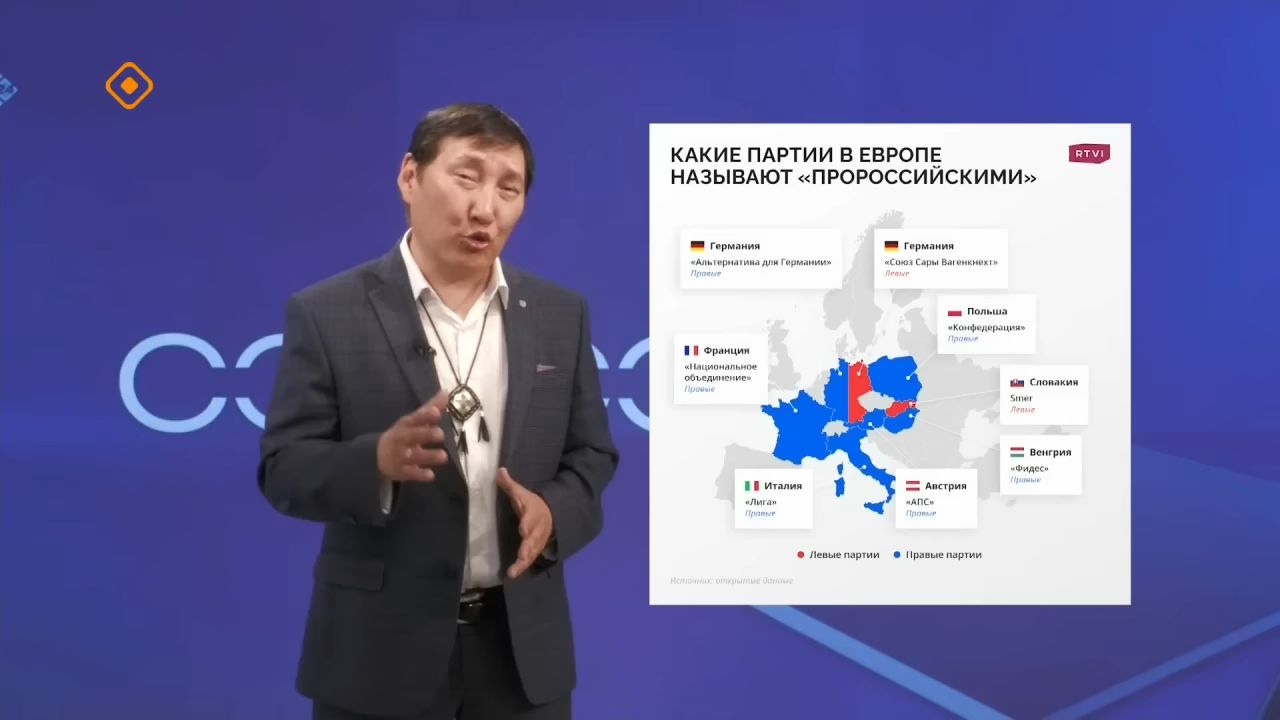 КАКИЕ ПАРТИИ В ЕВРОПЕ
НАЗЫВАЮТ «ПРОРОССИЙСКИМИ»
RTVI
Германия
«Альтернатива для Германии»
Правые
Германия
«Союз Сары Вагенкнехт»
Левые
Польша
«Конфедерация»
Правые
Франция
«Национальное
объединение»
Правые
Словакия
Smer
Левые
Венгрия
«Фидес»
Правые
Италия
«Лига»
Правые
Австрия
«АПС»
Правые
Левые партии
Правые партии
Источник: открытые данные